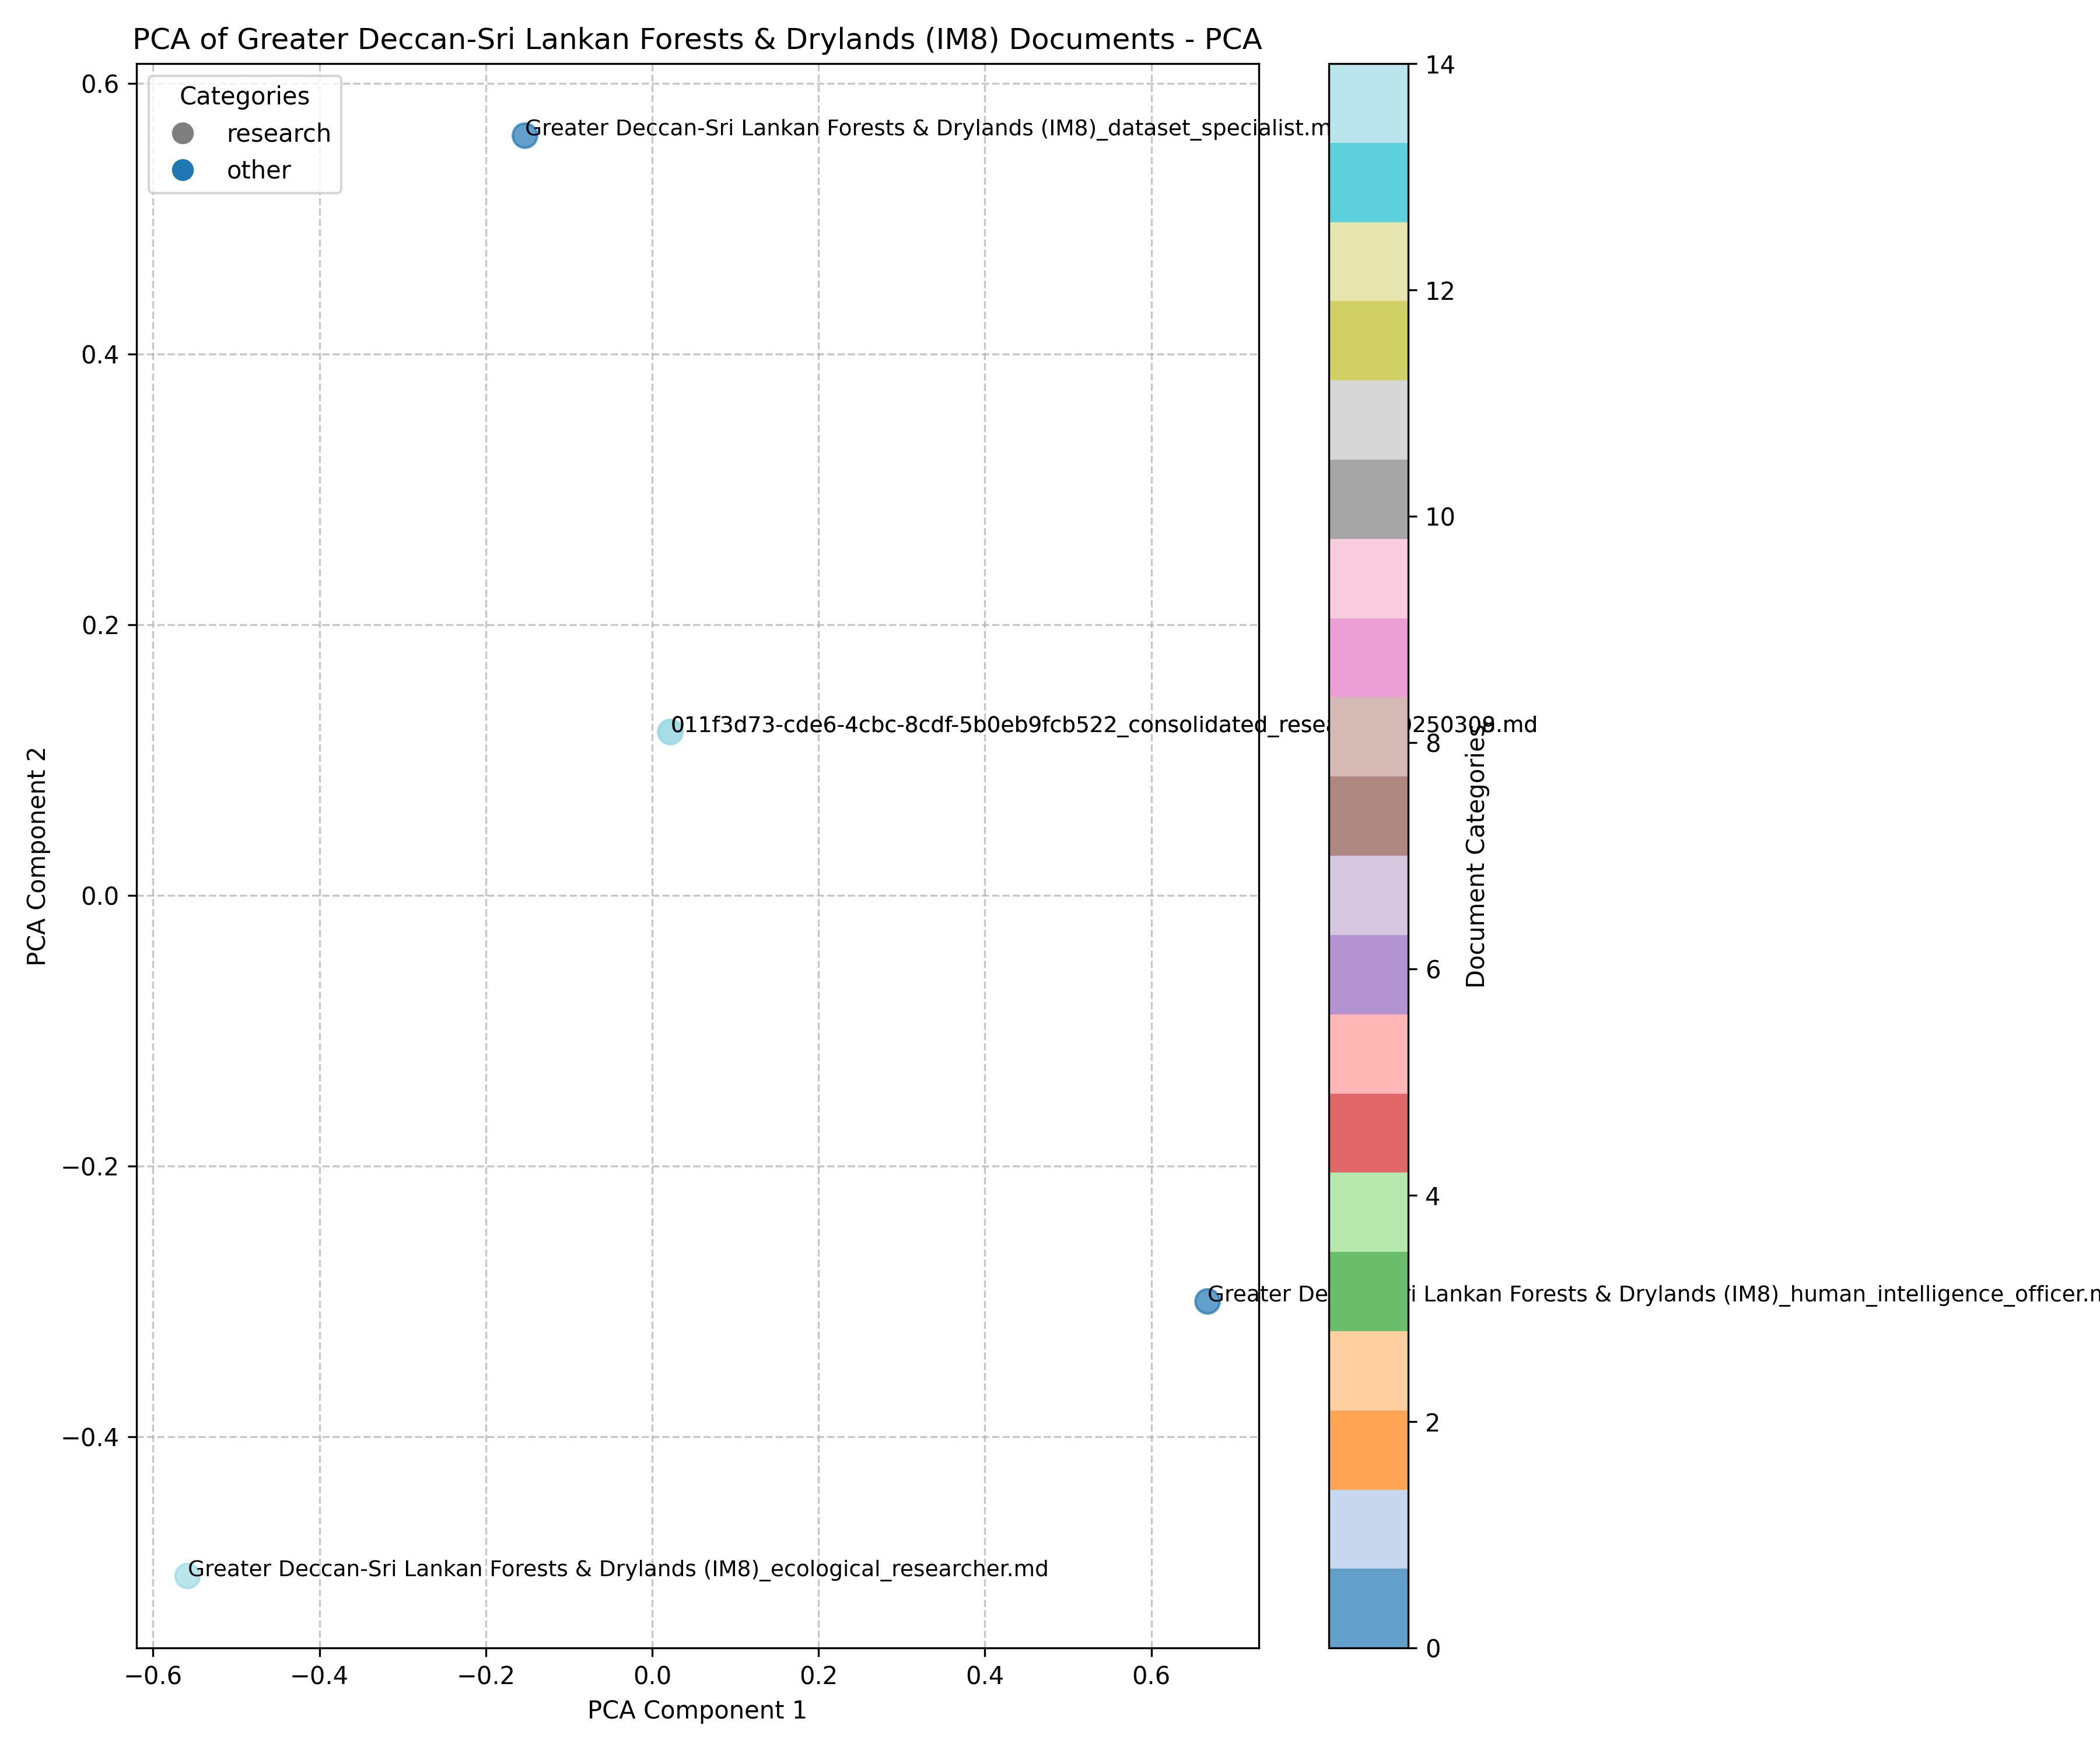 PCA of Greater Deccan-Sri Lankan Forests & Drylands (IM8) Documents - PCA
Categories
research
other
Greater Deccan-Sri Lankan Forests & Drylands (IM8)_dataset_specialist.m
011f3d73-cde6-4cbc-8cdf-5b0eb9fcb522_consolidated_resea
.md
Greater De
ri Lankan Forests & Drylands (IM8)_human_intelligence_officer.
Greater Deccan-Sri Lankan Forests & Drylands (IM8)_ecological_researcher.md
PCA Component 2
0.6
0.4
0.2
0.0
−0.2
−0.4
−0.6
−0.4
−0.2
0.0
0.2
0.4
0.6
PCA Component 1
14
12
10
8
6
4
2
0
Document Categories